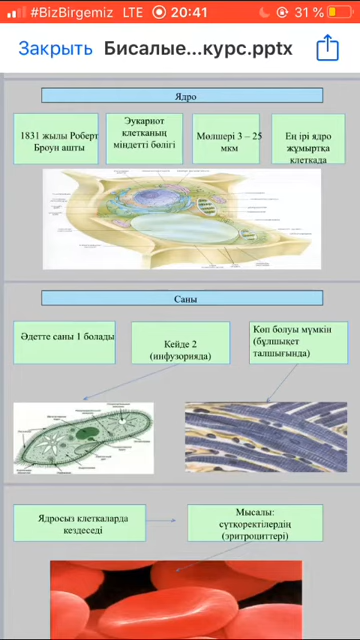 #BizBirgemiz LTE 20:41 31 %
Закрыть Бисалые...курс.pptx
Ядро
1831 жылы Роберт
Броун ашты
Эукариот
клетканың
міндетті бөлігі
Мөлшері 3 – 25
мкм
Ең ірі ядро
жұмыртқа
клеткада
Саны
Әдетте саны 1 болады
Кейде 2
(инфузорияда)
Көп болуы мүмкін
(бұлшықет
талшығында)
Ядросыз клеткаларда
кездеседі
Мысалы:
сүтқоректілердің
(эритроциттері)